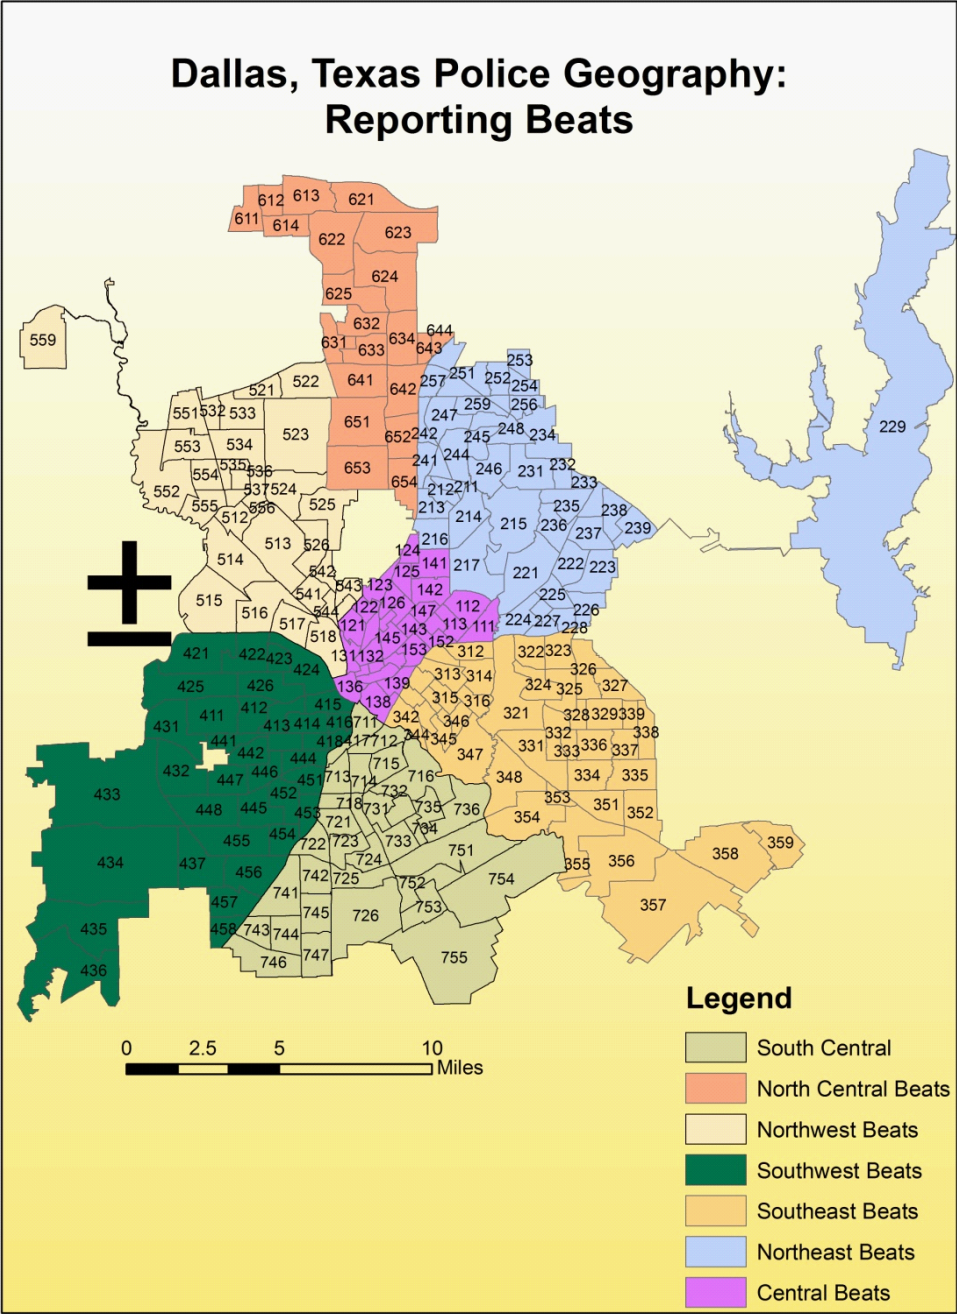 Dallas, Texas Police Geography:
Reporting Beats
612 613 621
611 614
622 623
624
625
632
631 633 634 644
643
559
641 642
521 522
257 251 252 253
254
551 532 533
247 259 256
651 523
652 242 245 248 234
553 534
244
229
535 536
554
653 241 246 231 232
233
552 537 524 654 212 211
555 556 525 213
512
214 215 235 238
236 237 239
513 526 216
514 124
125 141 217
542 221 222 223
543 123 142
541
515 225
516 544 122 126 147 112
226
517 121 113 111 224 227
228
518 145 143
152
421 422 423 131 132 153 312 322 323
424
326
313 314
425 426 136 139 324 325 327
138
315 316
411 412 415
342 321 328 329 339
431 413 414 416 711 346
332 338
441 418 417 712 344 345
442 331 333 336 337
347
444 715
432 446
447 451 713 714 716 348 334 335
433 452 732
448 445 718 731 735 736 353 351
453 721 354 352
454 734
455 722 723 733
751 358 359
434 437 724
355 356
456 742 725 752 754
741
457 753 357
745 726
435 458 743 744
747 755
746
436
Legend
0 2.5 5 10
Miles
South Central
North Central Beats
Northwest Beats
Southwest Beats
Southeast Beats
Northeast Beats
Central Beats